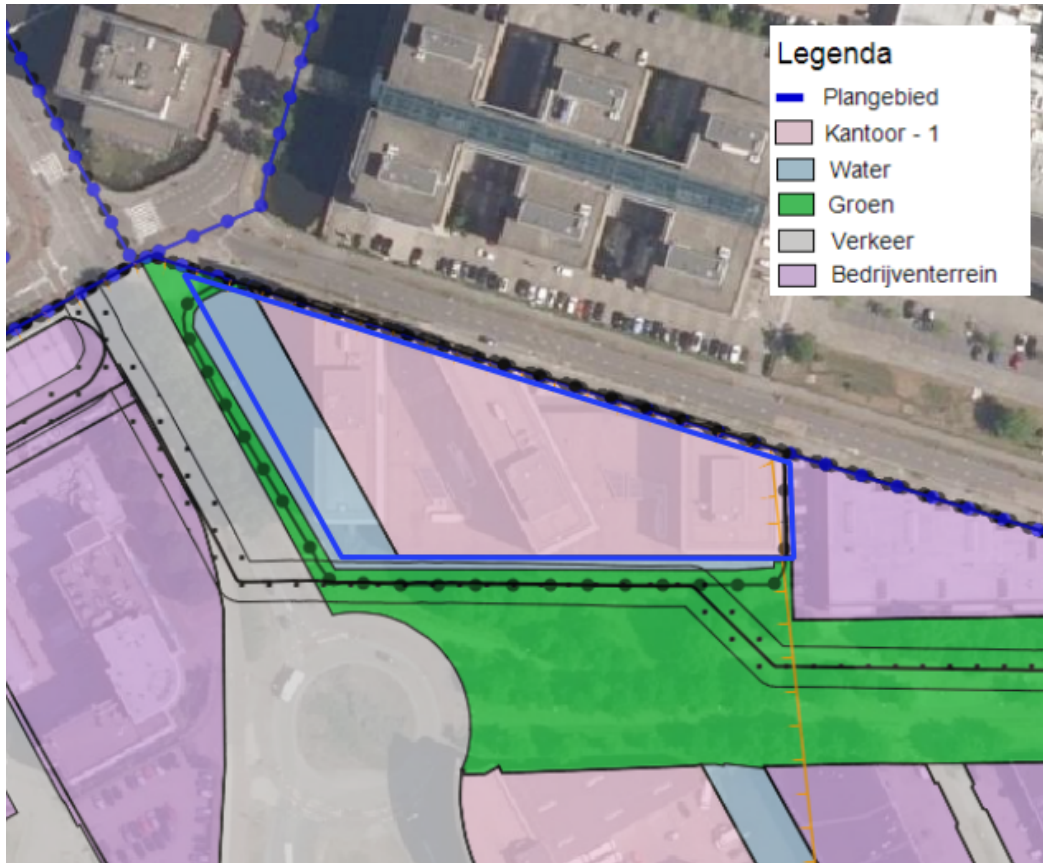 Legenda
Plangebied
Kantoor - 1
Water
Groen
Verkeer
Bedrijventerrein